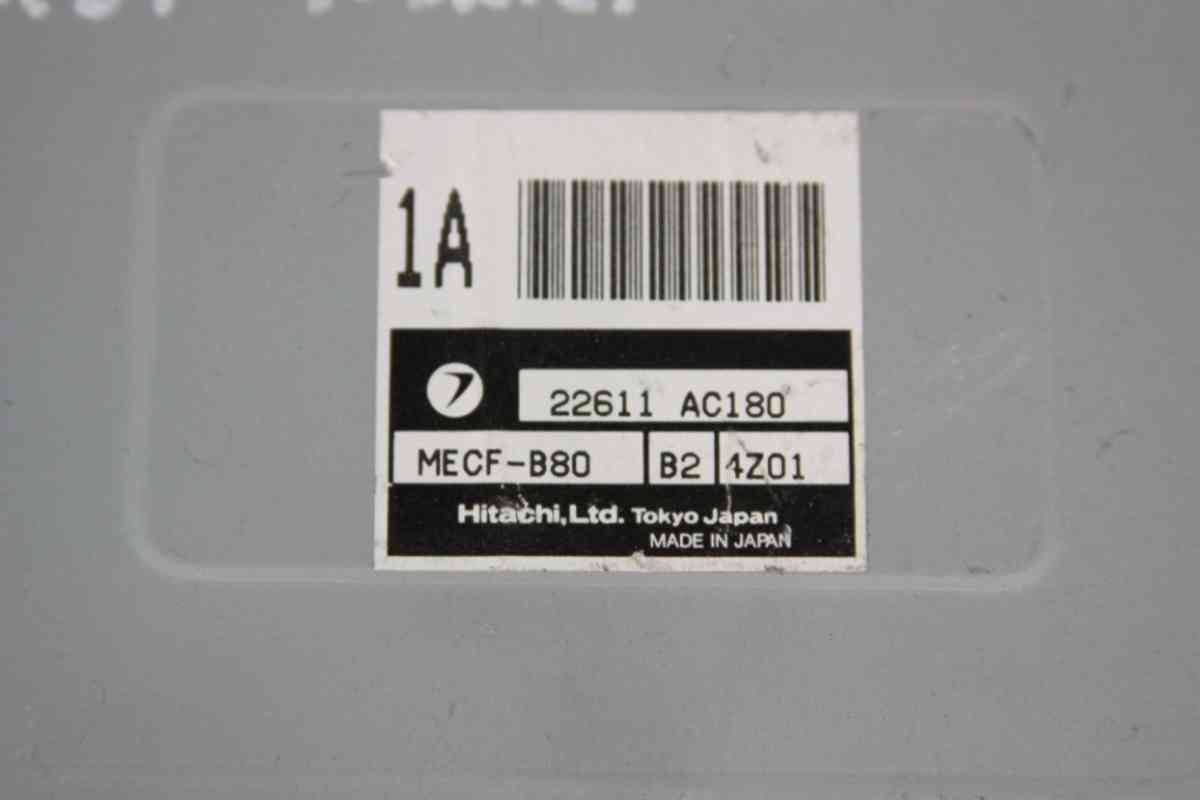 1A
22611 AC180
MECF-B80 B2 4Z01
Hitachi, Ltd. Tokyo Japan
MADE IN JAPAN